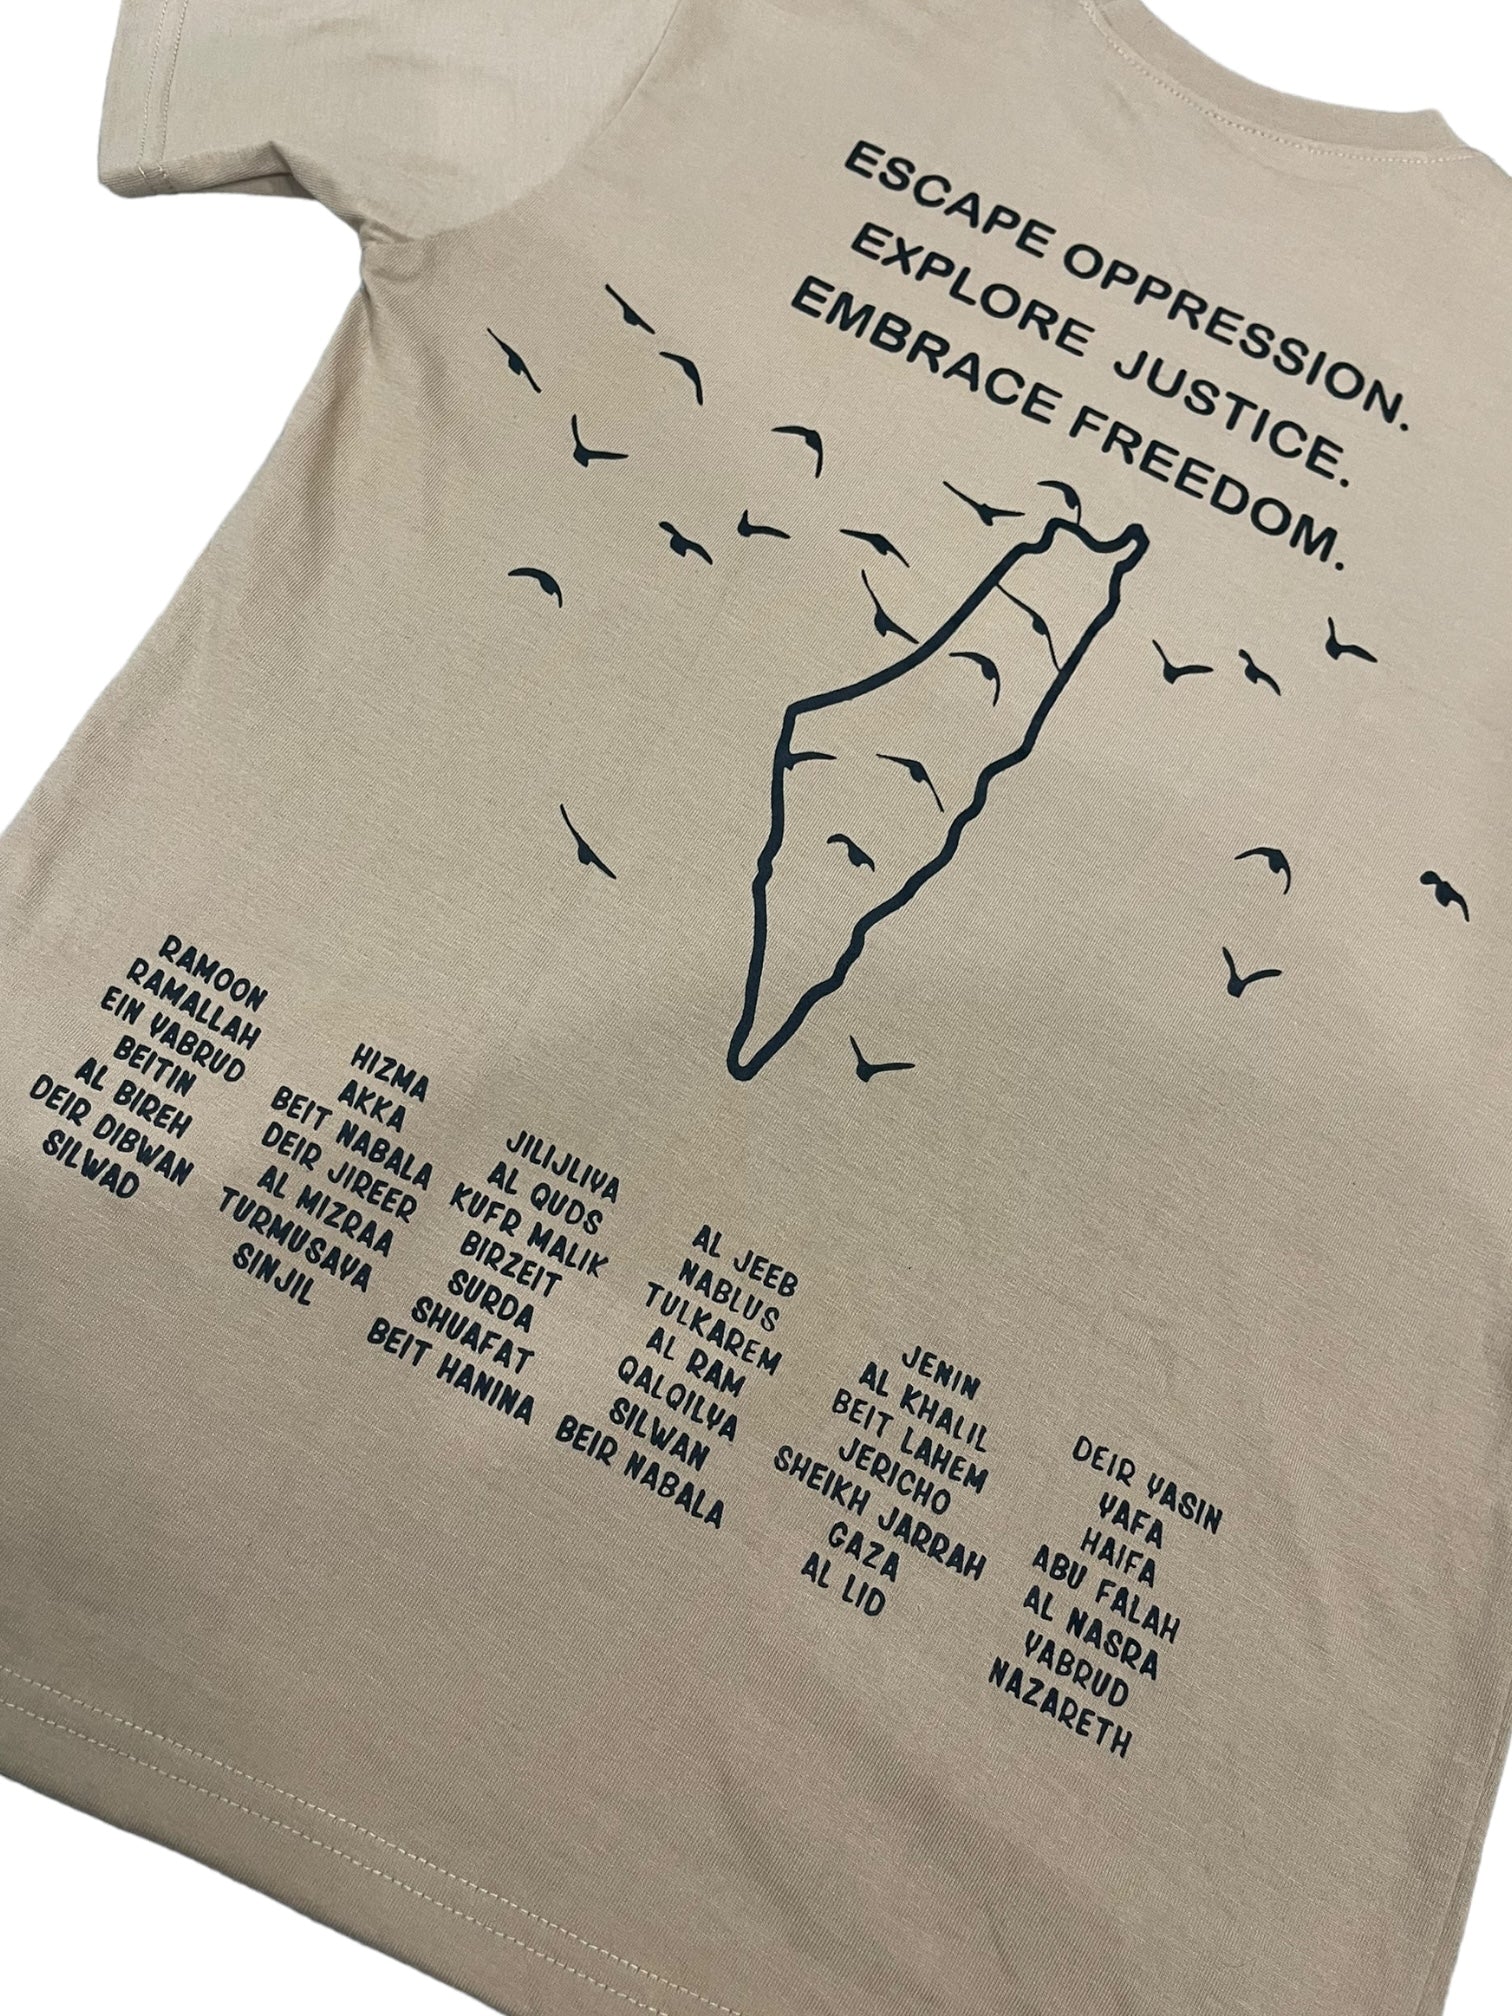 ESCAPE OPPRESSION.
EXPLORE JUSTICE.
EMBRACE FREEDOM.
RAMOON
RAMALLAH
EIN YABRUD
BEITIN
AL BIREH
DEIR DIBWAN
SILWAD
HIZMA
AKKA
BEIT NABALA
DEIR JIREER
AL MIZRAA
TURMUSAYA
SINJIL
JILIJLIYA
AL QUDS
KUFR MALIK
BIRZEIT
SURDA
SHUAFAT
BEIT HANINA
AL JEEB
NABLUS
TULKAREM
AL RAM
QALQILYA
SILWAN
BEIR NABALA
JENIN
AL KHALIL
BEIT LAHEM
JERICHO
SHEIKH JARRAH
GAZA
AL LID
DEIR YASIN
YAFA
HAIFA
ABU FALAH
AL NASRA
YABRUD
NAZARETH